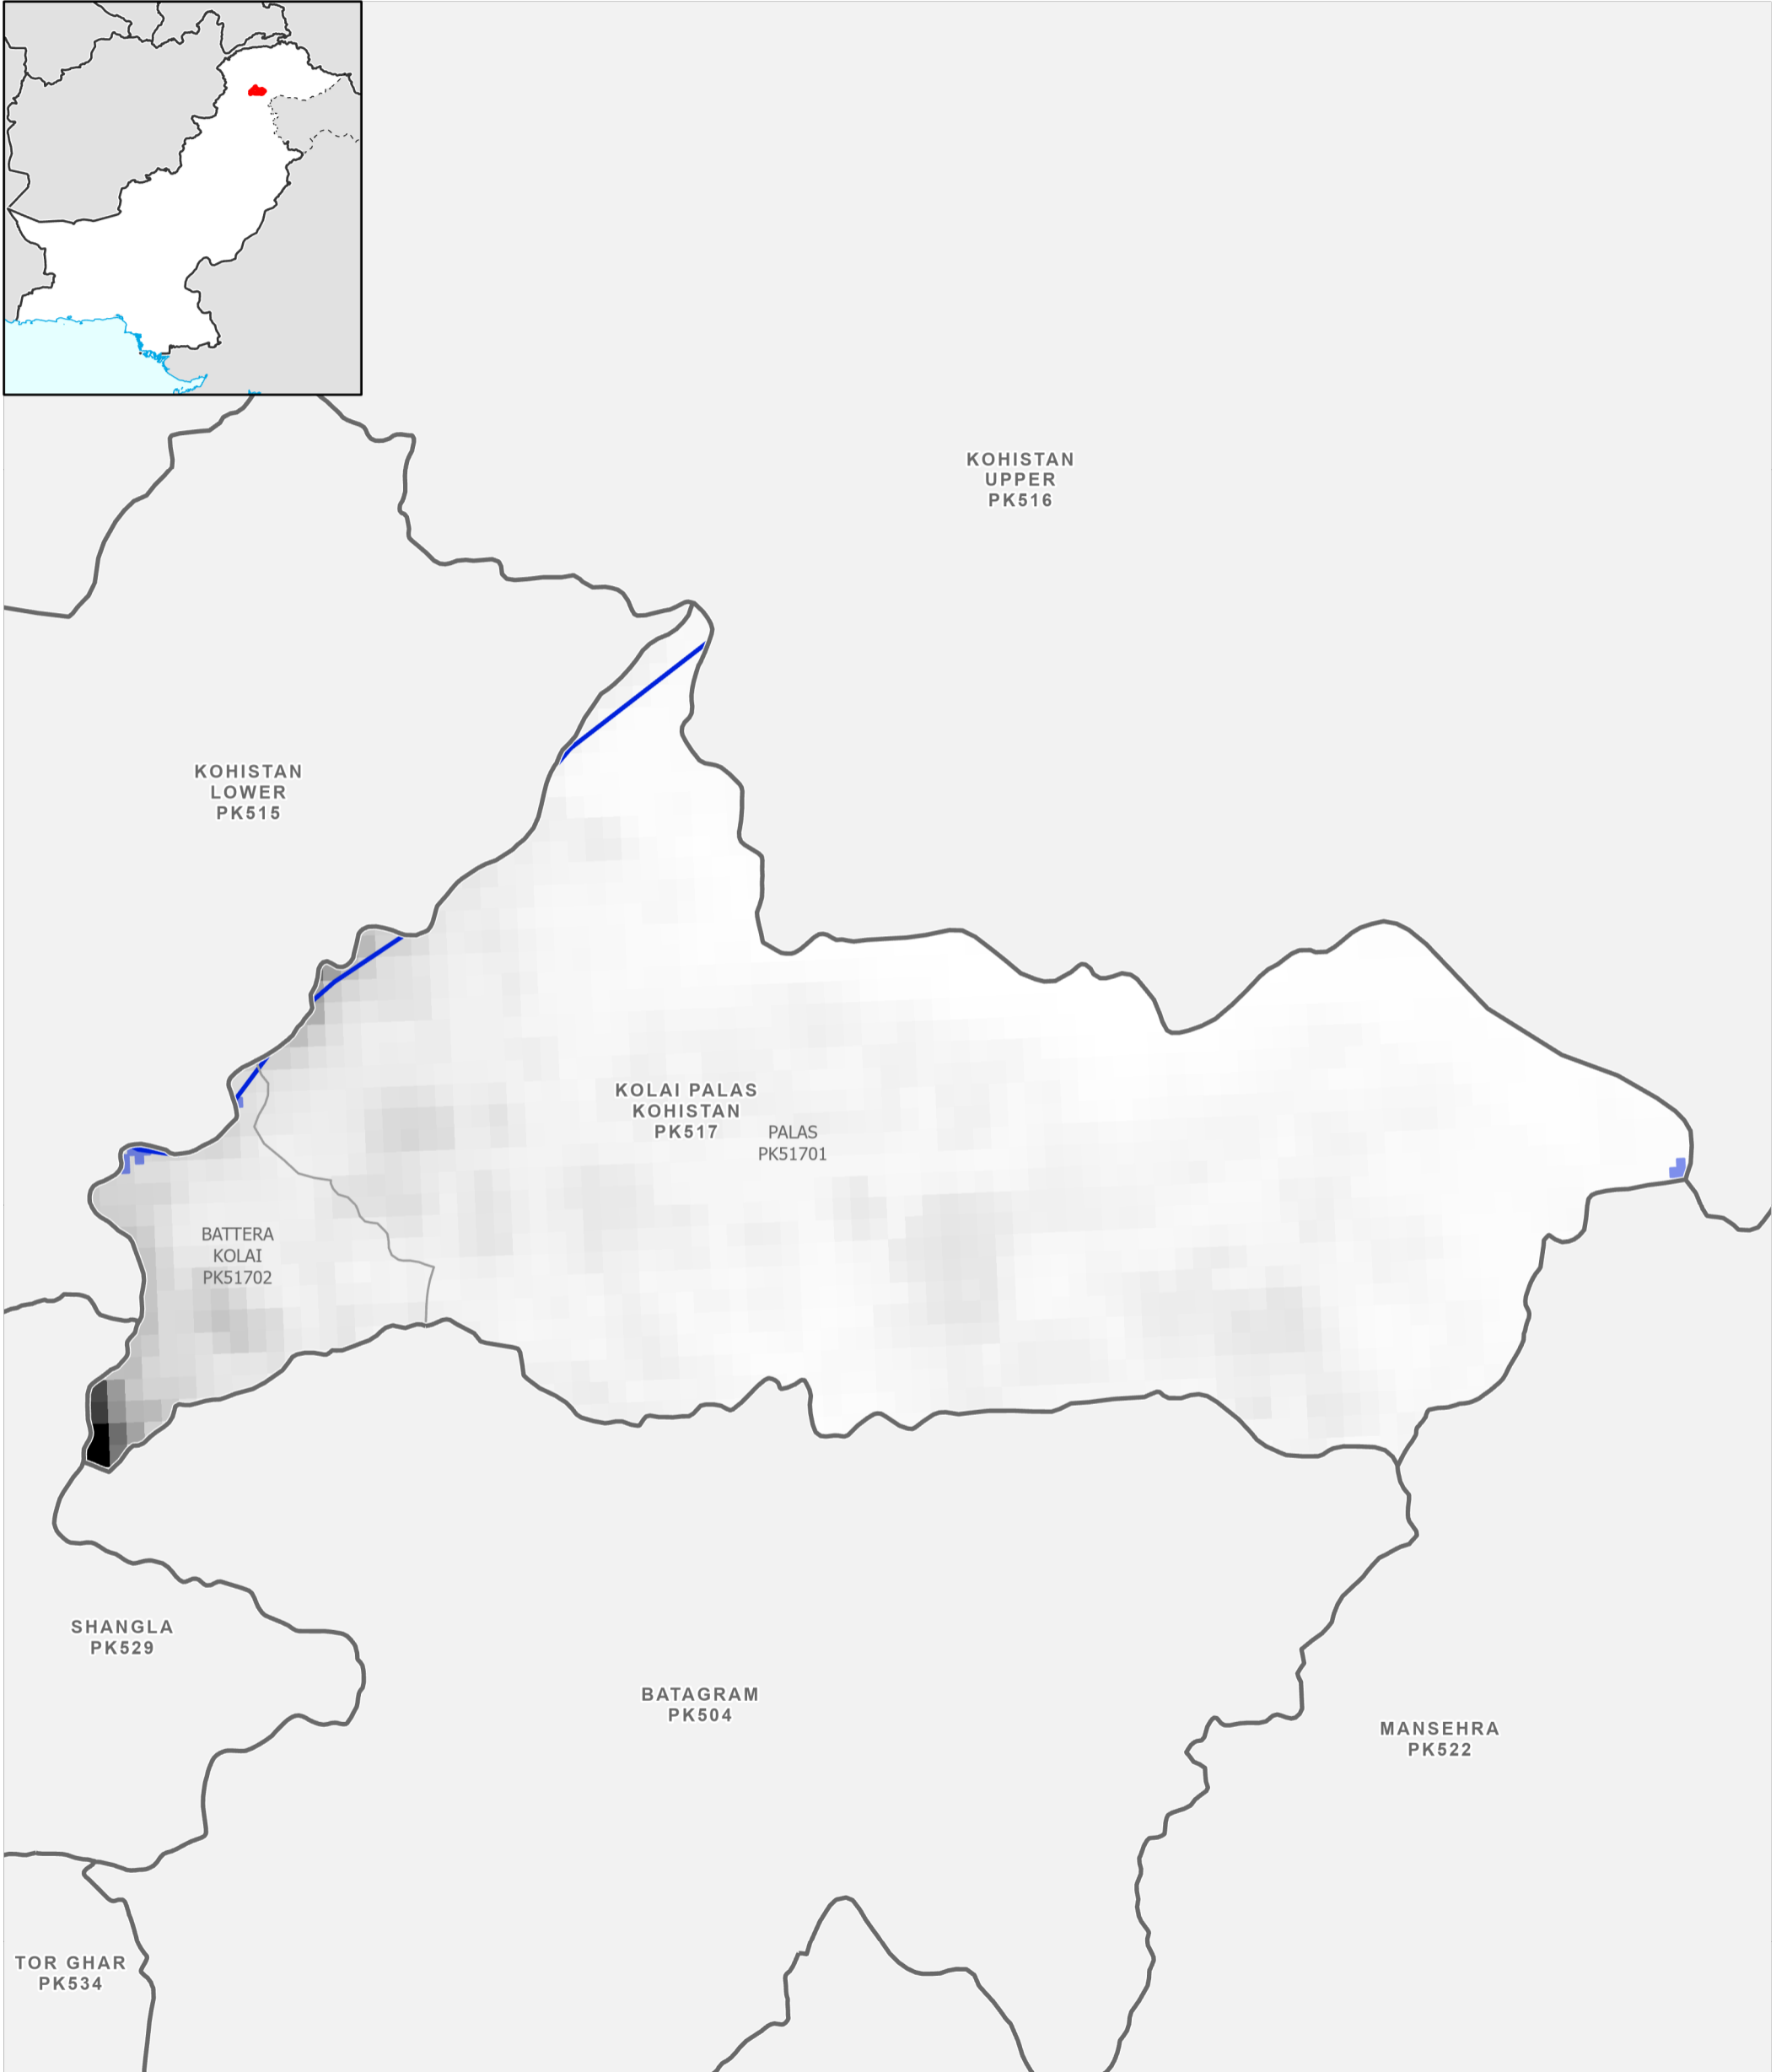 KOHISTAN
UPPER
PK516
KOHISTAN
LOWER
PK515
KOLAI PALAS
KOHISTAN
PK517
PALAS
PK51701
BATTERA
KOLAI
PK51702
SHANGLA
PK529
BATAGRAM
PK504
MANSEHRA
PK522
TOR GHAR
PK534